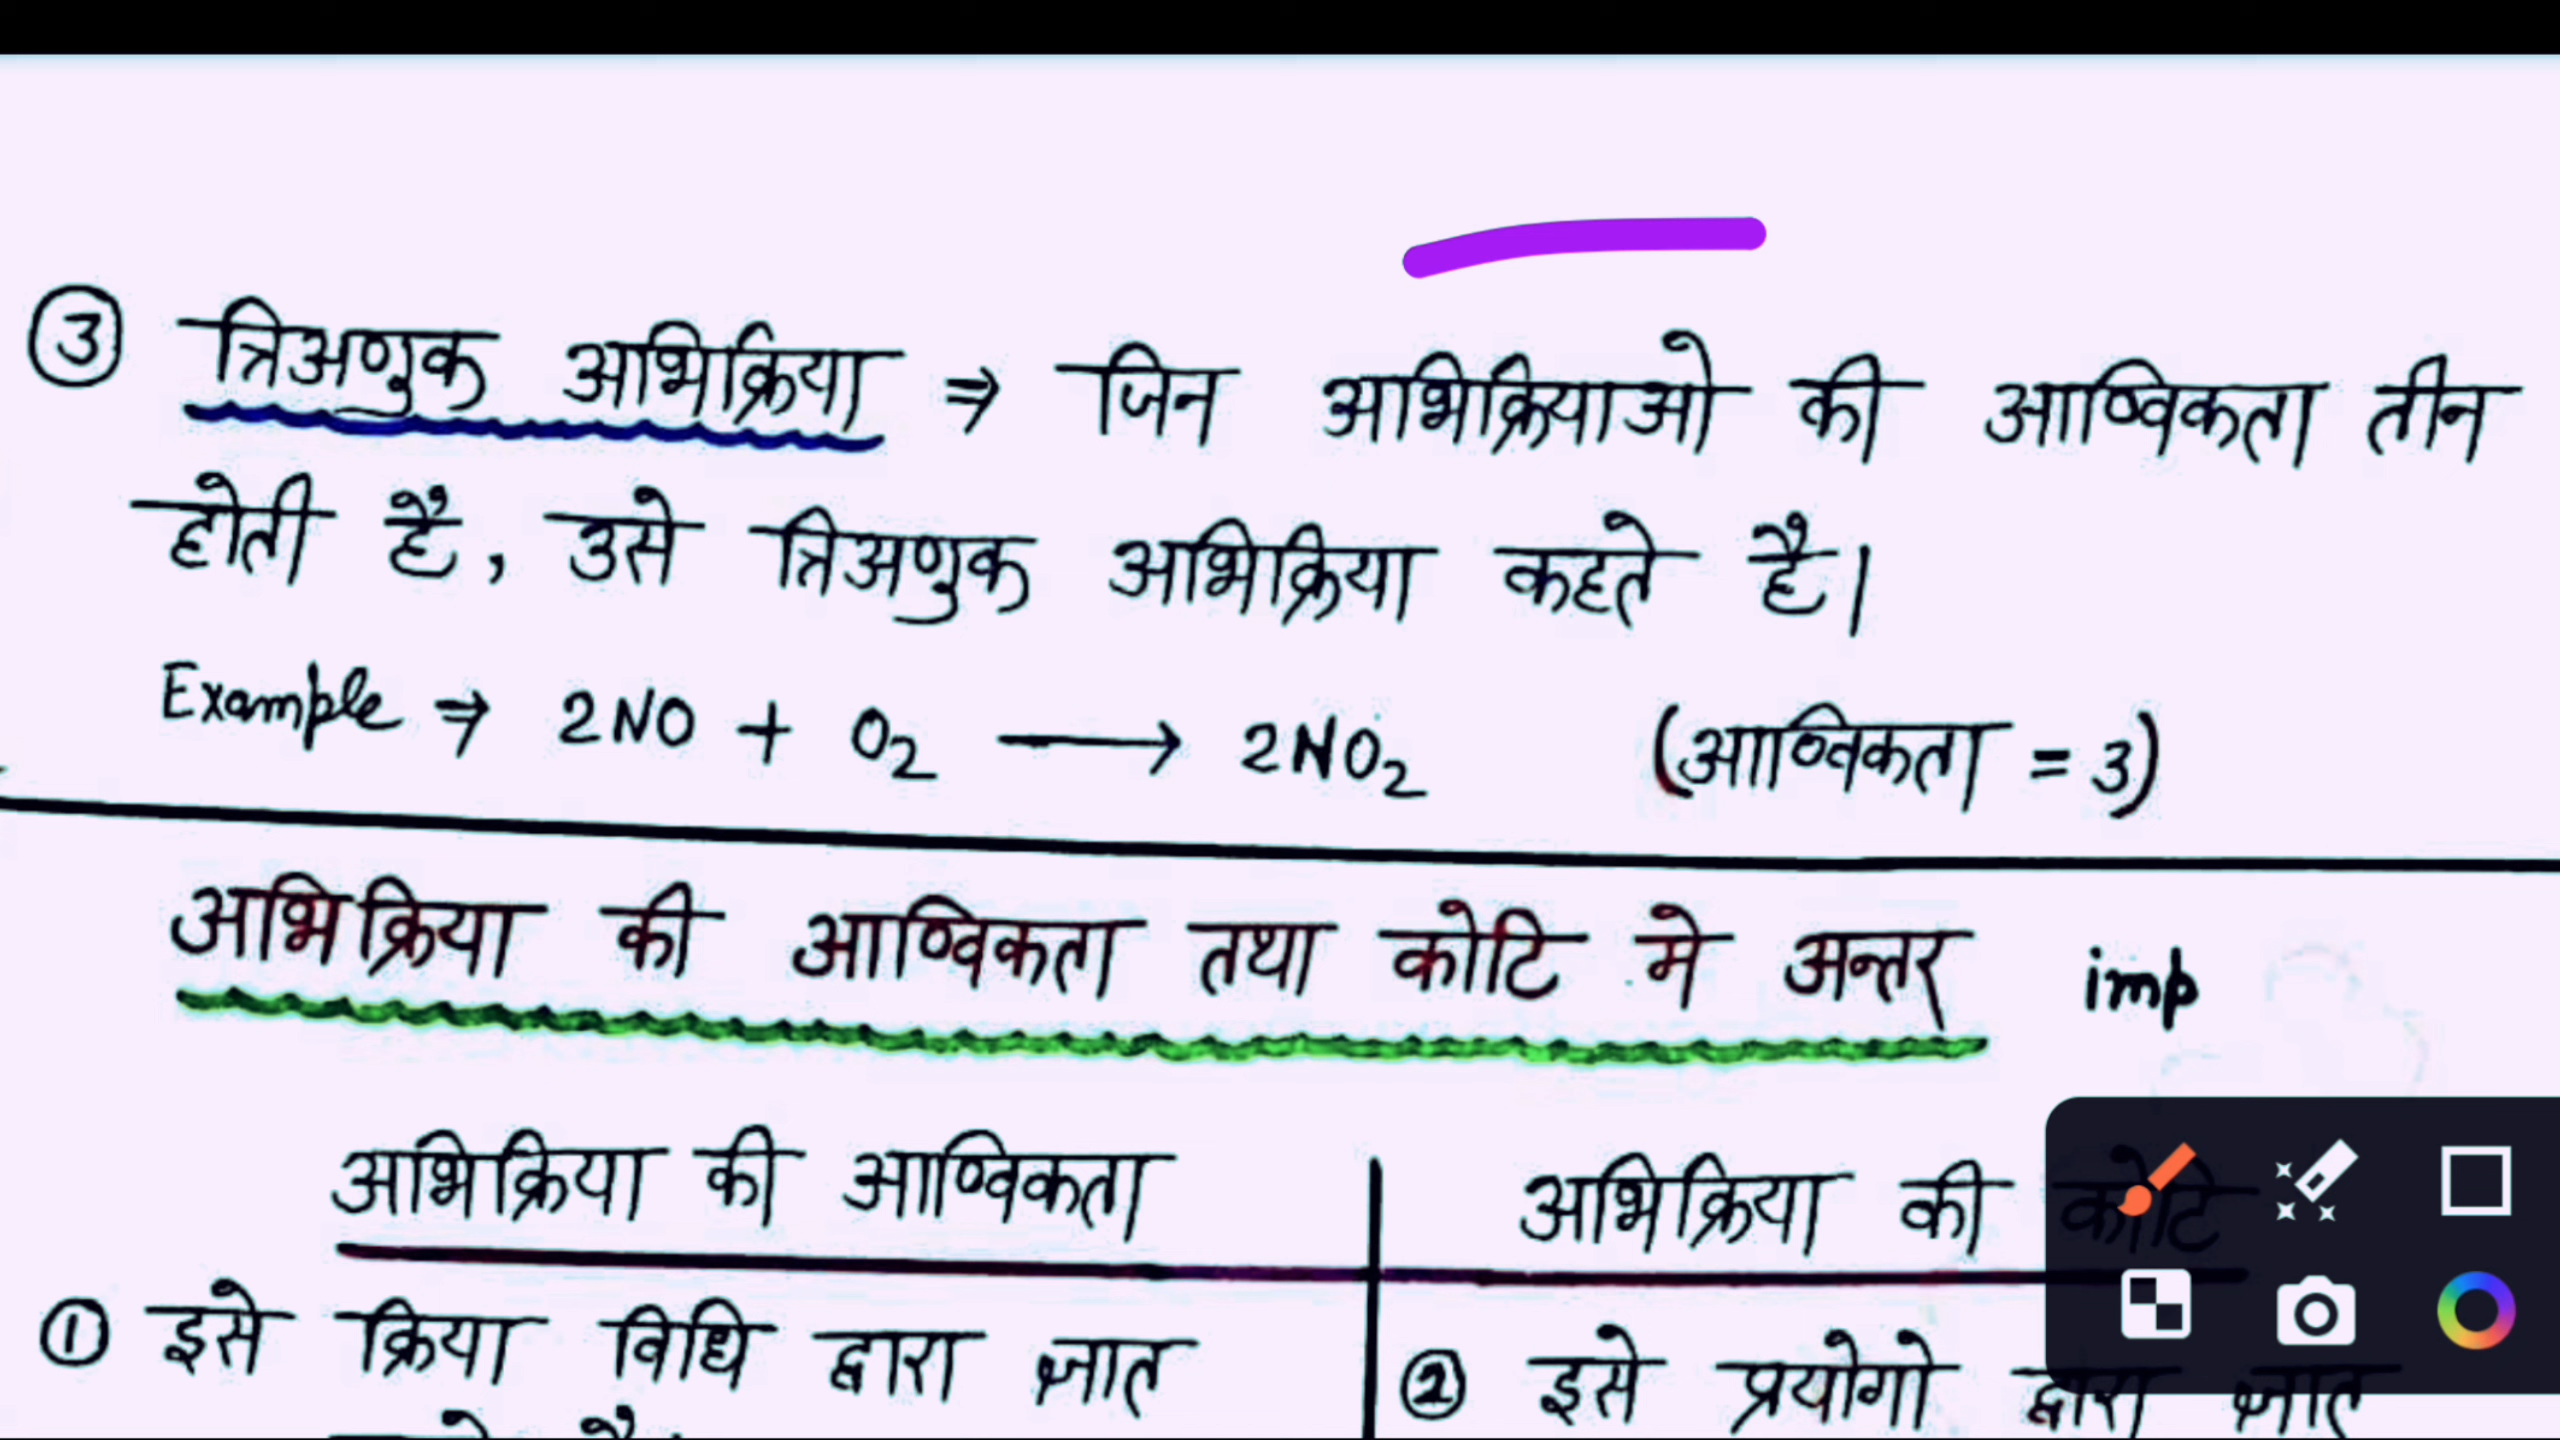 ③ त्रिअणुक अभिक्रिया ⇒ जिन अभिक्रियाओ की आण्विकता तीन
होती है, उसे त्रिअणुक अभिक्रिया कहते है।
Example ⇒ 2NO + O₂ ⟶ 2NO₂ (आण्विकता = 3)
अभिक्रिया की आण्विकता तथा कोटि मे अन्तर imp
अभिक्रिया की आण्विकता
① इसे क्रिया विधि द्वारा ज्ञात
अभिक्रिया की कोटि
② इसे प्रयोगो द्वारा ज्ञात